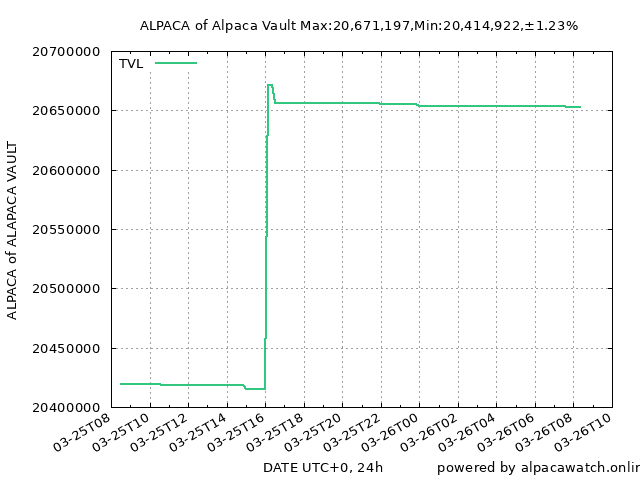 ALPACA of Alpaca Vault Max:20,671,197,Min:20,414,922,±1.23%
TVL
20700000
20650000
20600000
20550000
20500000
20450000
20400000
ALPACA of ALAPACA VAULT
03-25T08
03-25T10
03-25T12
03-25T14
03-25T16
03-25T18
03-25T20
03-25T22
03-26T00
03-26T02
03-26T04
03-26T06
03-26T08
03-26T10
DATE UTC+0, 24h
powered by alpacawatch.onlin